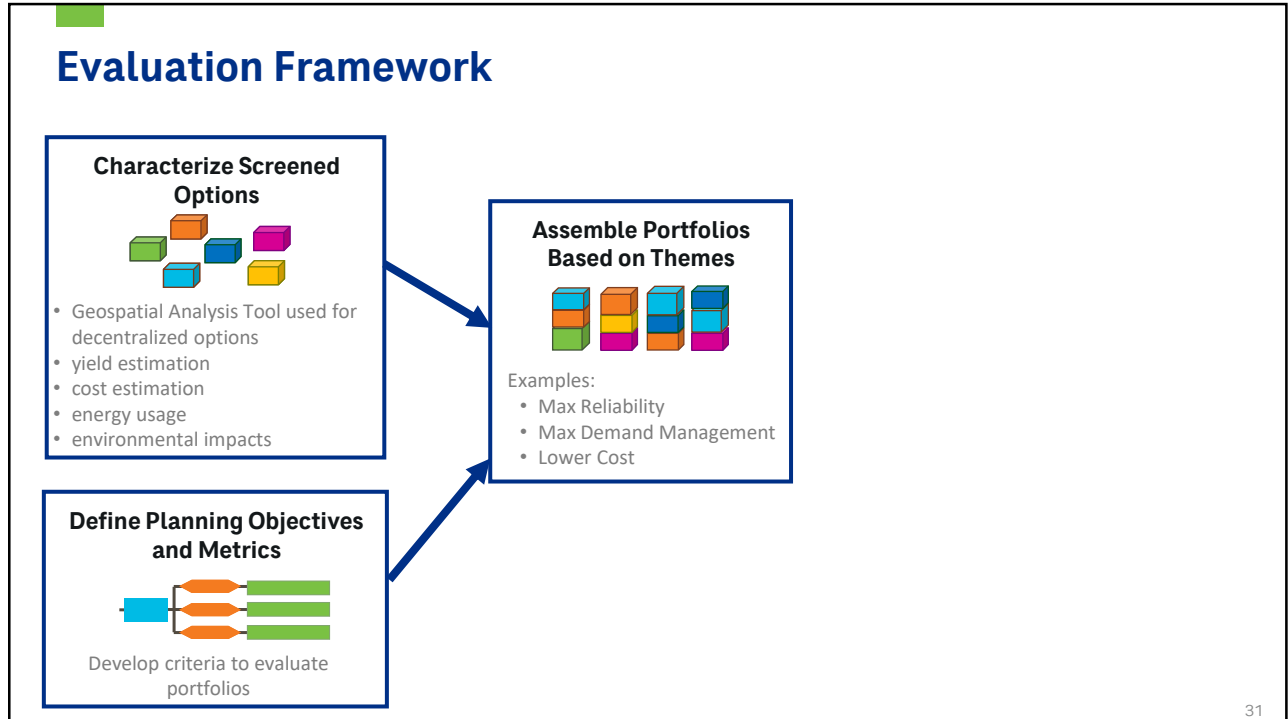 Evaluation Framework
Characterize Screened
Options
• Geospatial Analysis Tool used for
decentralized options
• yield estimation
• cost estimation
• energy usage
• environmental impacts
Define Planning Objectives
and Metrics
Develop criteria to evaluate
portfolios
Assemble Portfolios
Based on Themes
Examples:
• Max Reliability
• Max Demand Management
• Lower Cost
31